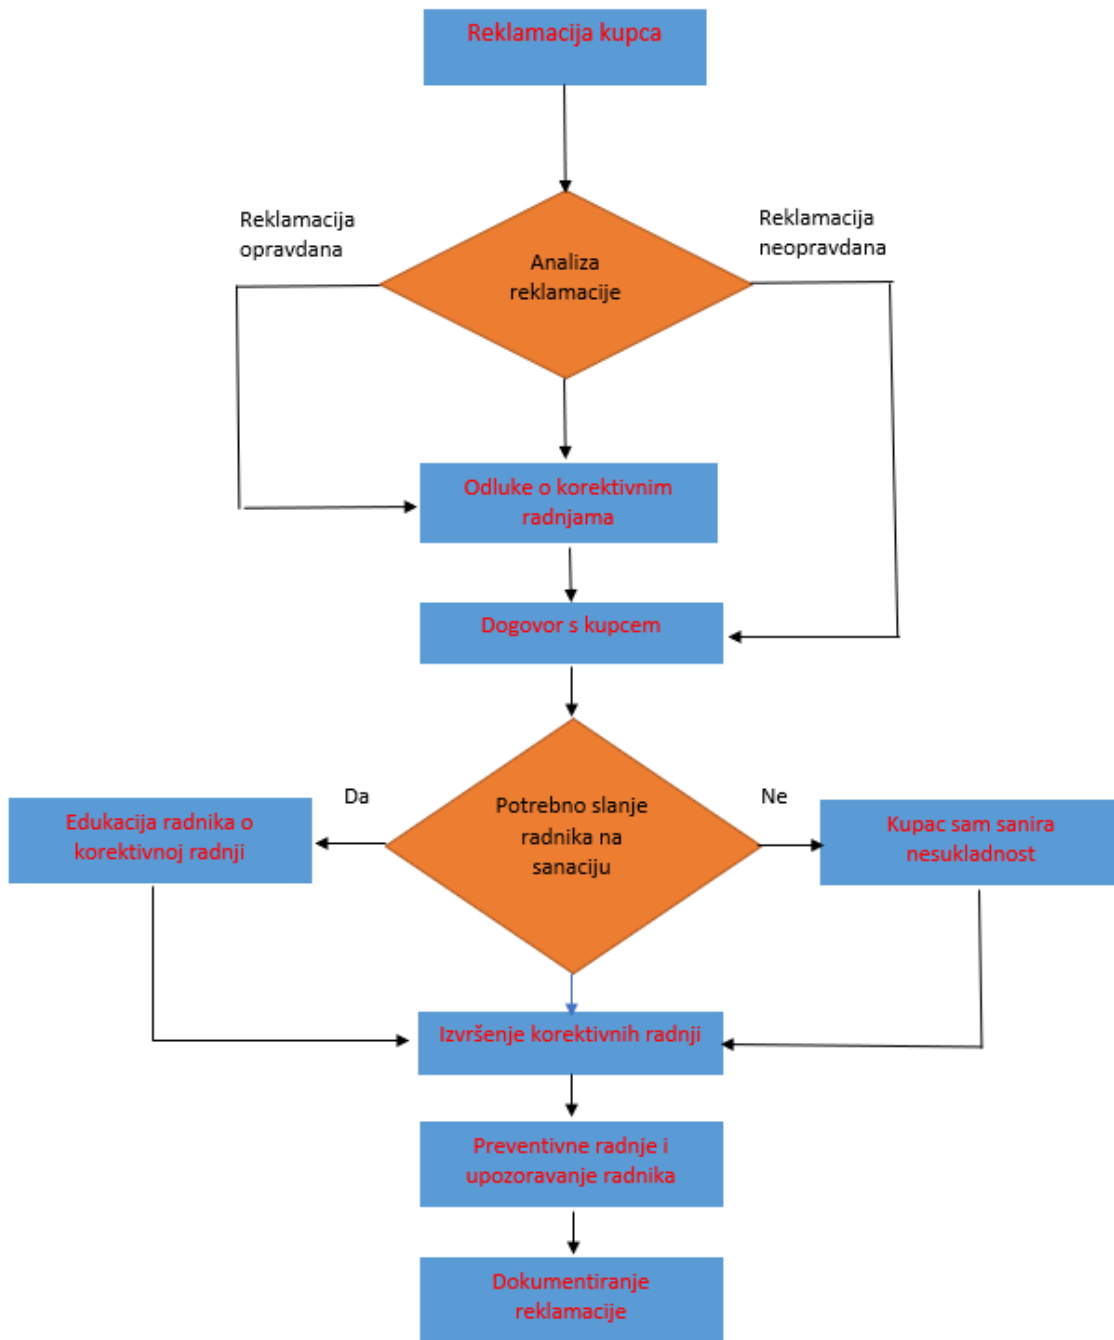 Reklamacija kupca
Reklamacija
opravdana
Reklamacija
neopravdana
Analiza
reklamacije
Odluke o korektivnim
radnjama
Dogovor s kupcem
Da
Potrebno slanje
radnika na
sanaciju
Ne
Edukacija radnika o
korektivnoj radnji
Kupac sam sanira
nesukladnost
Izvršenje korektivnih radnji
Preventivne radnje i
upozoravanje radnika
Dokumentiranje
reklamacije